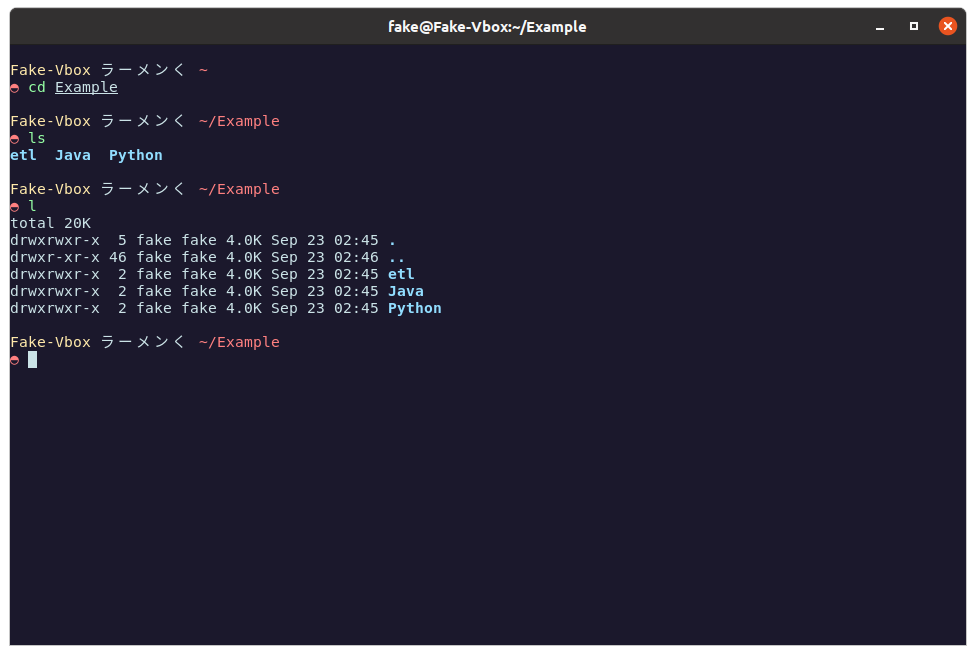 fake@Fake-Vbox:~/Example
Fake-Vbox ラーメンく ~
◓ cd Example
Fake-Vbox ラーメンく ~/Example
◓ ls
etl  Java  Python
Fake-Vbox ラーメンく ~/Example
◓ l
total 20K
drwxrwxr-x  5 fake fake 4.0K Sep 23 02:45 .
drwxr-xr-x 46 fake fake 4.0K Sep 23 02:46 ..
drwxrwxr-x  2 fake fake 4.0K Sep 23 02:45 etl
drwxrwxr-x  2 fake fake 4.0K Sep 23 02:45 Java
drwxrwxr-x  2 fake fake 4.0K Sep 23 02:45 Python
Fake-Vbox ラーメンく ~/Example
◓